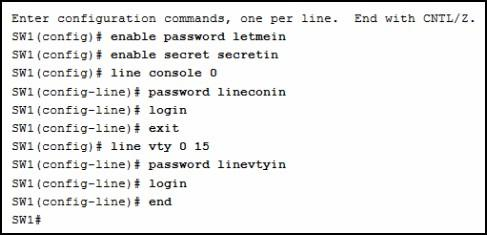 Enter configuration commands, one per line.  End with CNTL/Z.
SW1(config)# enable password letmein
SW1(config)# enable secret secretin
SW1(config)# line console 0
SW1(config-line)# password lineconin
SW1(config-line)# login
SW1(config-line)# exit
SW1(config)# line vty 0 15
SW1(config-line)# password linevtyin
SW1(config-line)# login
SW1(config-line)# end
SW1#